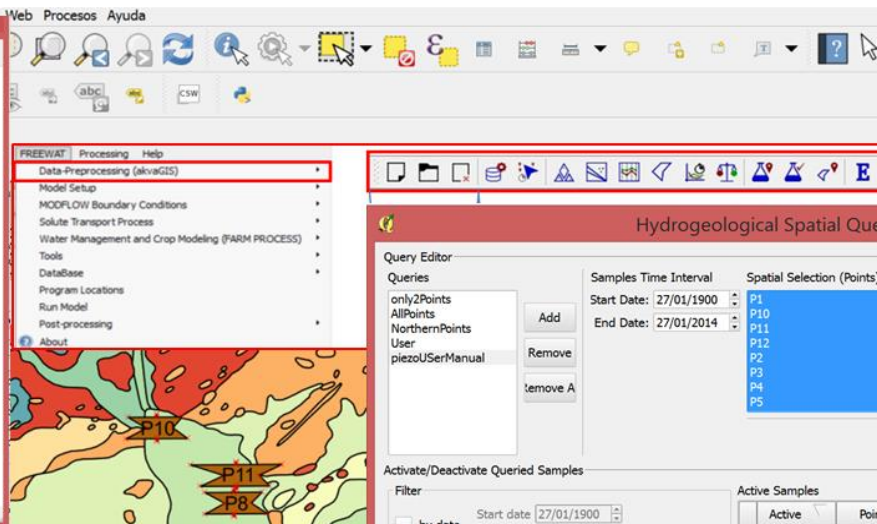 Web Procesos Ayuda
abc
CSW
FREEWAT Processing Help
Data-Preprocessing (akvaGIS)
Model Setup
MODFLOW Boundary Conditions
Solute Transport Process
Water Management and Crop Modeling (FARM PROCESS)
Tools
DataBase
Program Locations
Run Model
Post-processing
About
E
Hydrogeological Spatial Que
Query Editor
Queries
Samples Time Interval
Spatial Selection (Points)
only2Points
AllPoints
NorthernPoints
User
piezoUSerManual
Add
Remove
Remove A
Start Date: 27/01/1900
End Date: 27/01/2014
P1
P10
P11
P12
P2
P3
P4
P5
Activate/Deactivate Queried Samples
Filter
by date
Start date 27/01/1900
Active Samples
Active
Poin
P10
P11
P8